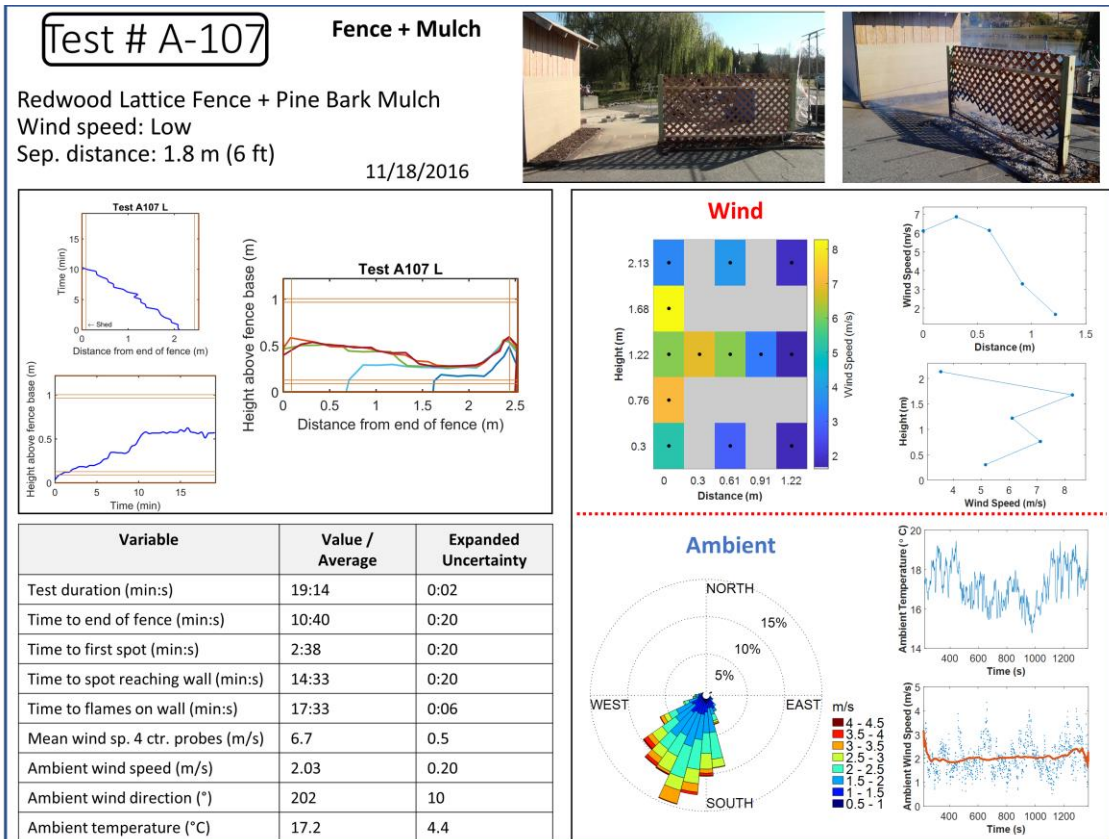 Test # A-107
Fence + Mulch
Redwood Lattice Fence + Pine Bark Mulch
Wind speed: Low
Sep. distance: 1.8 m (6 ft)
11/18/2016
Test A107 L
Time (min)
15
10
5
0
← Shed
0 1 2
Distance from end of fence (m)
Height above fence base (m)
1
0.5
0
0 5 10 15
Time (min)
Test A107 L
Height above fence base (m)
1
0.5
0
0 0.5 1 1.5 2 2.5
Distance from end of fence (m)
Variable Value / Average Expanded Uncertainty
Test duration (min:s) 19:14 0:02
Time to end of fence (min:s) 10:40 0:20
Time to first spot (min:s) 2:38 0:20
Time to spot reaching wall (min:s) 14:33 0:20
Time to flames on wall (min:s) 17:33 0:06
Mean wind sp. 4 ctr. probes (m/s) 6.7 0.5
Ambient wind speed (m/s) 2.03 0.20
Ambient wind direction (°) 202 10
Ambient temperature (°C) 17.2 4.4
Wind
Height (m)
2.13
1.68
1.22
0.76
0.3
0 0.3 0.61 0.91 1.22
Distance (m)
8
7
6
5
4
3
2
Wind Speed (m/s)
Wind Speed (m/s)
7
6
5
4
3
2
0 0.5 1 1.5
Distance (m)
Height (m)
2
1.5
1
0.5
0
4 5 6 7 8
Wind Speed (m/s)
Ambient
NORTH
15%
10%
5%
WEST
EAST
SOUTH
m/s
4 - 4.5
3.5 - 4
3 - 3.5
2.5 - 3
2 - 2.5
1.5 - 2
1 - 1.5
0.5 - 1
Ambient Temperature (° C)
20
18
16
14
400 600 800 1000 1200
Time (s)
Ambient Wind Speed (m/s)
5
4
3
2
1
0
400 600 800 1000 1200
Time (s)